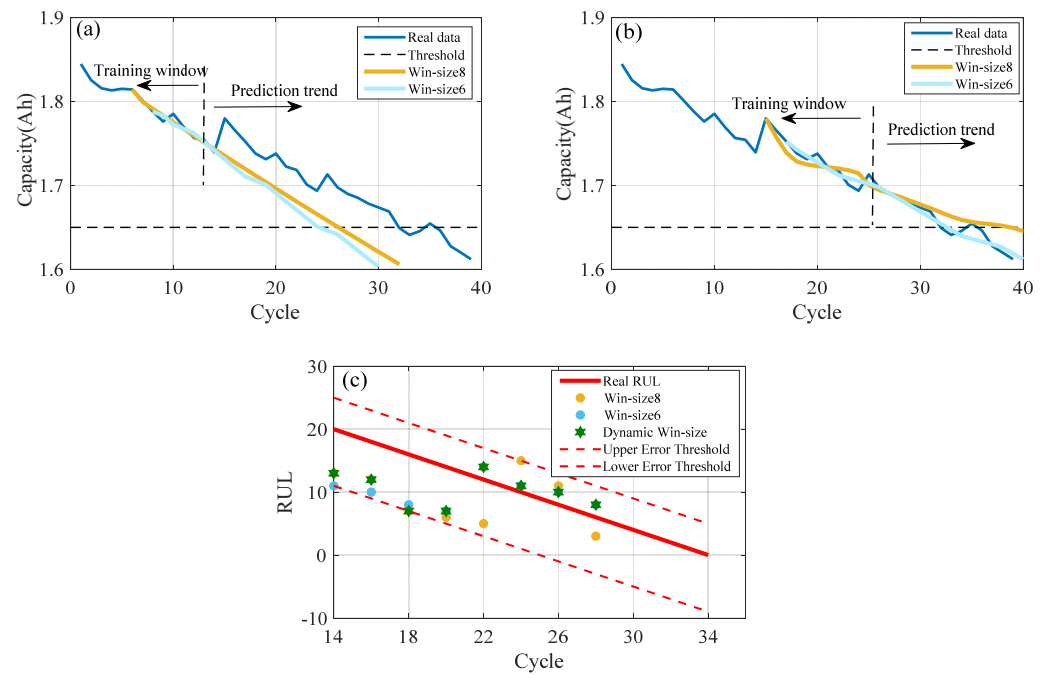 (a)
Real data
Threshold
Win-size8
Win-size6
Training window
Prediction trend
Capacity(Ah)
1.9
1.8
1.7
1.6
0
10
20
30
40
Cycle
(b)
Real data
Threshold
Win-size8
Win-size6
Training window
Prediction trend
Capacity(Ah)
1.9
1.8
1.7
1.6
0
10
20
30
40
Cycle
(c)
Real RUL
Win-size8
Win-size6
Dynamic Win-size
Upper Error Threshold
Lower Error Threshold
RUL
30
20
10
0
-10
14
18
22
26
30
34
Cycle